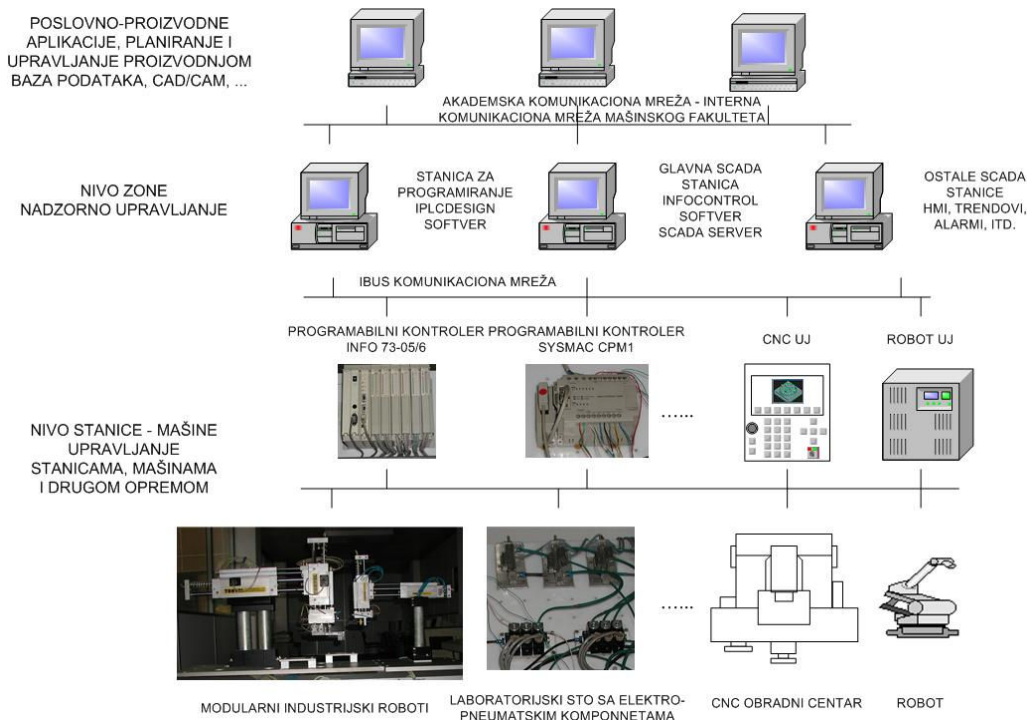 POSLOVNO-PROIZVODNE
APLIKACIJE, PLANIRANJE I
UPRAVLJANJE PROIZVODNJOM
BAZA PODATAKA, CAD/CAM, ...
AKADEMSKA KOMUNIKACIONA MREŽA - INTERNA
KOMUNIKACIONA MREŽA MAŠINSKOG FAKULTETA
NIVO ZONE
NADZORNO UPRAVLJANJE
STANICA ZA
PROGRAMIRANJE
IPLCDESIGN
SOFTVER
GLAVNA SCADA
STANICA
INFOCONTROL
SOFTVER
SCADA SERVER
OSTALE SCADA
STANICE
HMI, TRENDOVI,
ALARMI, ITD.
IBUS KOMUNIKACIONA MREŽA
PROGRAMABILNI KONTROLER
INFO 73-05/6
PROGRAMABILNI KONTROLER
SYSMAC CPM1
CNC UJ
ROBOT UJ
NIVO STANICE - MAŠINE
UPRAVLJANJE
STANICAMA, MAŠINAMA
I DRUGOM OPREMOM
......
......
MODULARNI INDUSTRIJSKI ROBOTI
LABORATORIJSKI STO SA ELEKTRO-
PNEUMATSKIM KOMPONNETAMA
CNC OBRADNI CENTAR
ROBOT